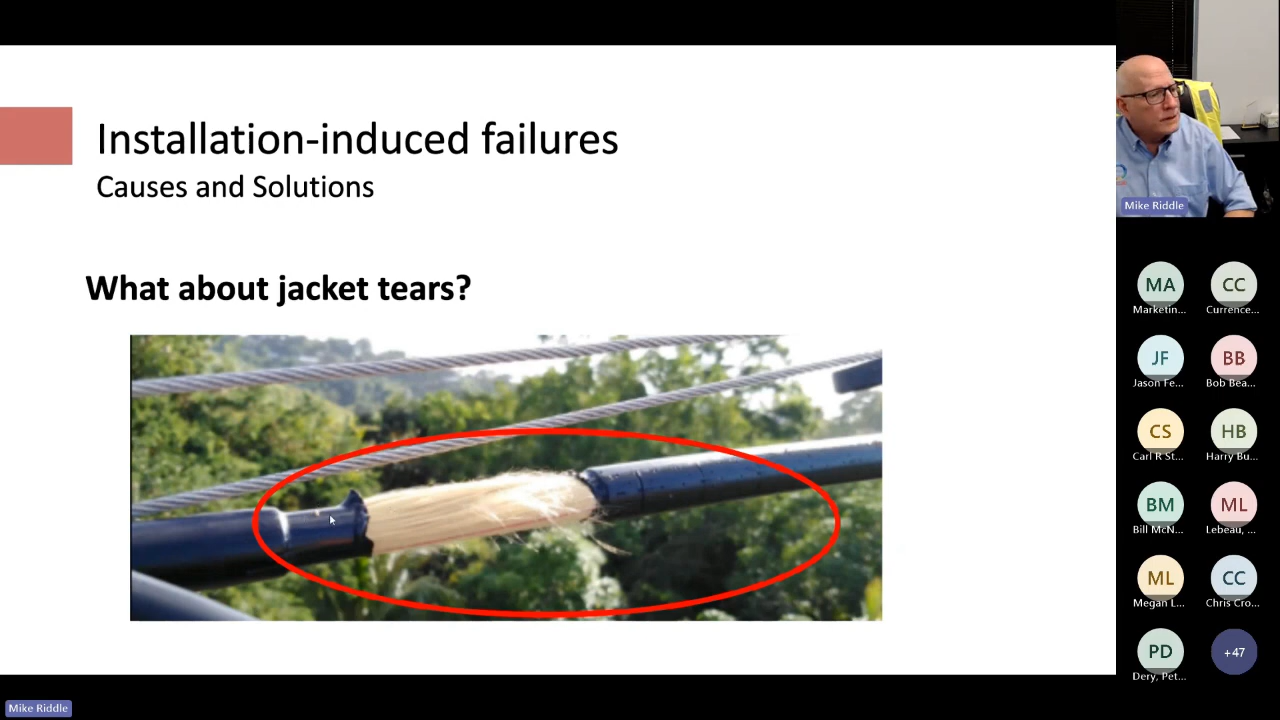 Installation-induced failures
Causes and Solutions
What about jacket tears?
Mike Riddle
MA
CC
Marketin...
Currence...
JF
BB
Jason Fe...
Bob Bea...
CS
HB
Carl R St...
Harry Bu...
BM
ML
Bill McN...
Lebeau, ...
ML
CC
Megan L...
Chris Cro...
PD
+47
Dery, Pet...
Mike Riddle